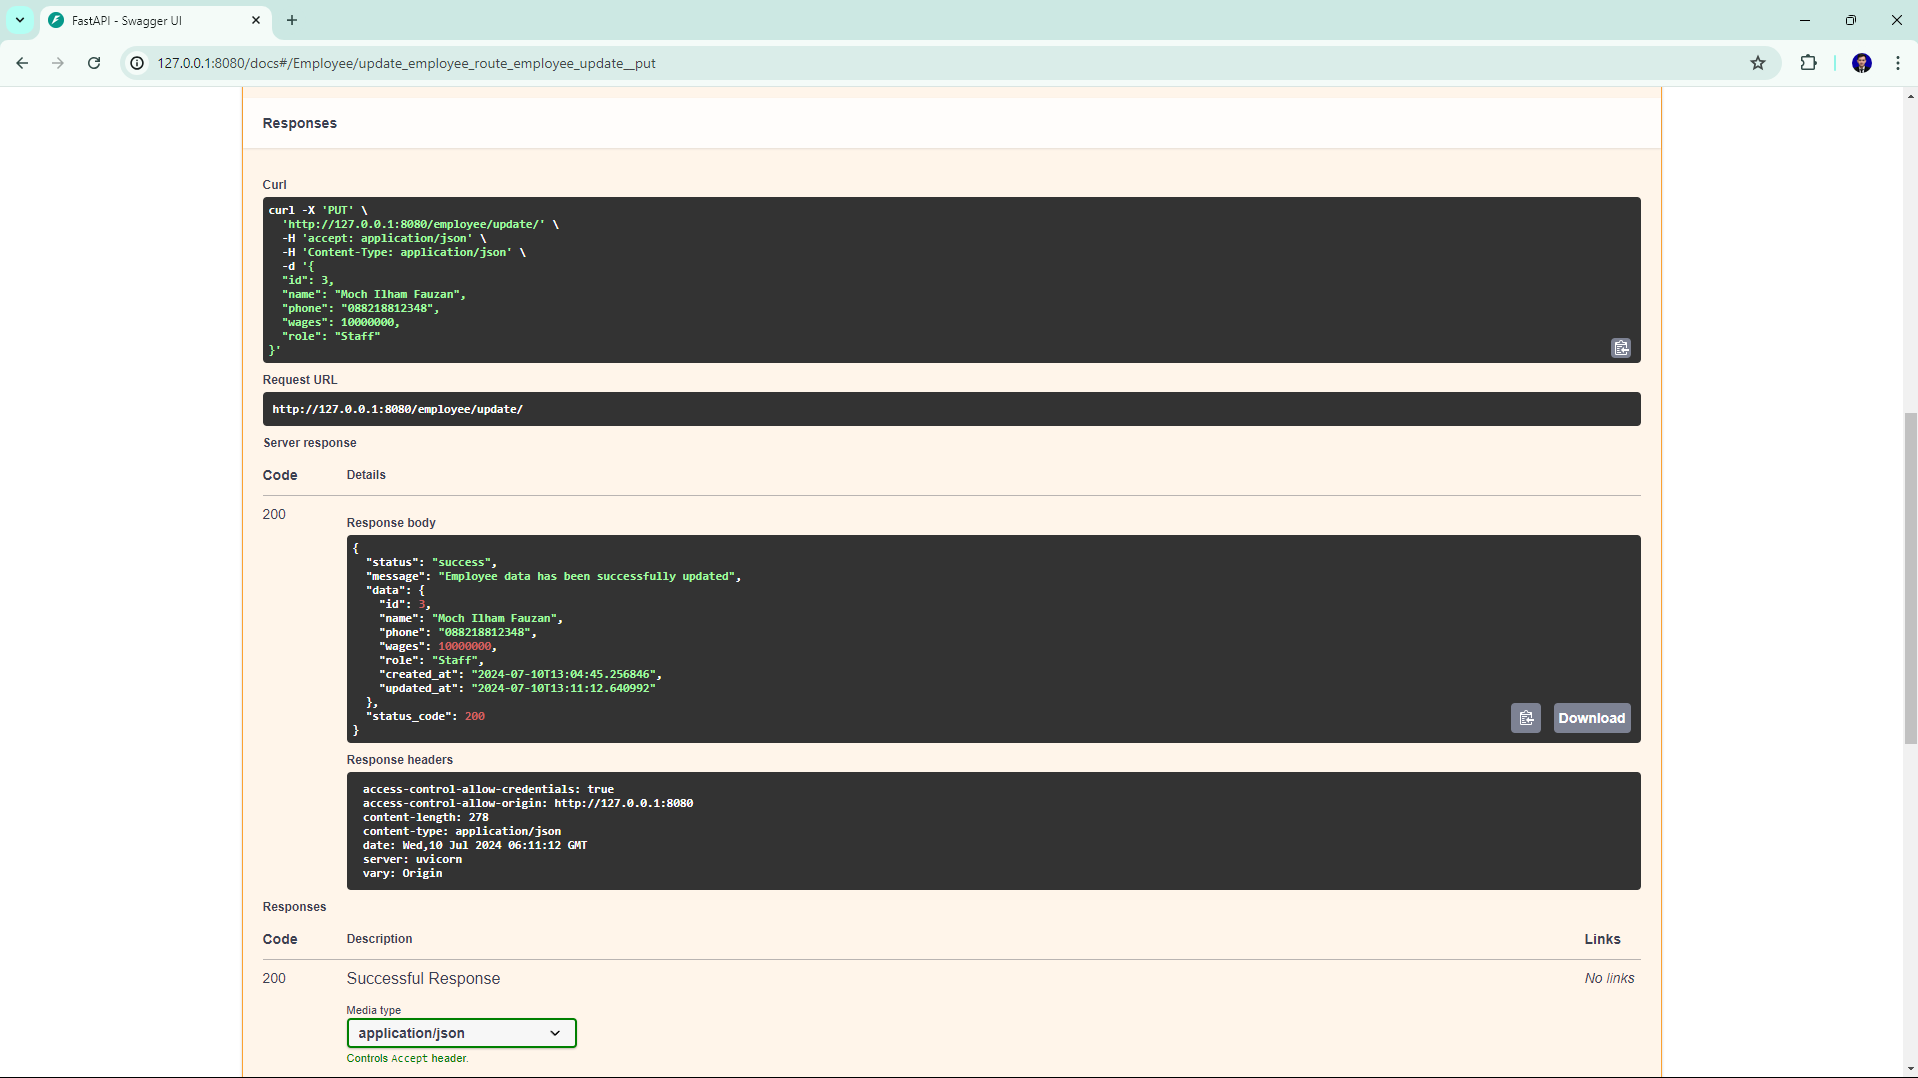 FastAPI - Swagger UI
127.0.0.1:8080/docs#/Employee/update_employee_route_employee_update__put
Responses
Curl
curl -X 'PUT' \
  'http://127.0.0.1:8080/employee/update/' \
  -H 'accept: application/json' \
  -H 'Content-Type: application/json' \
  -d '{
  "id": 3,
  "name": "Moch Ilham Fauzan",
  "phone": "088218812348",
  "wages": 10000000,
  "role": "Staff"
}'
Request URL
http://127.0.0.1:8080/employee/update/
Server response
Code Details
200
Response body
{
  "status": "success",
  "message": "Employee data has been successfully updated",
  "data": {
    "id": 3,
    "name": "Moch Ilham Fauzan",
    "phone": "088218812348",
    "wages": 10000000,
    "role": "Staff",
    "created_at": "2024-07-10T13:04:45.256846",
    "updated_at": "2024-07-10T13:11:12.640992"
  },
  "status_code": 200
}
Download
Response headers
access-control-allow-credentials: true
access-control-allow-origin: http://127.0.0.1:8080
content-length: 278
content-type: application/json
date: Wed,10 Jul 2024 06:11:12 GMT
server: uvicorn
vary: Origin
Responses
Code Description Links
200 Successful Response No links
Media type
application/json
Controls Accept header.